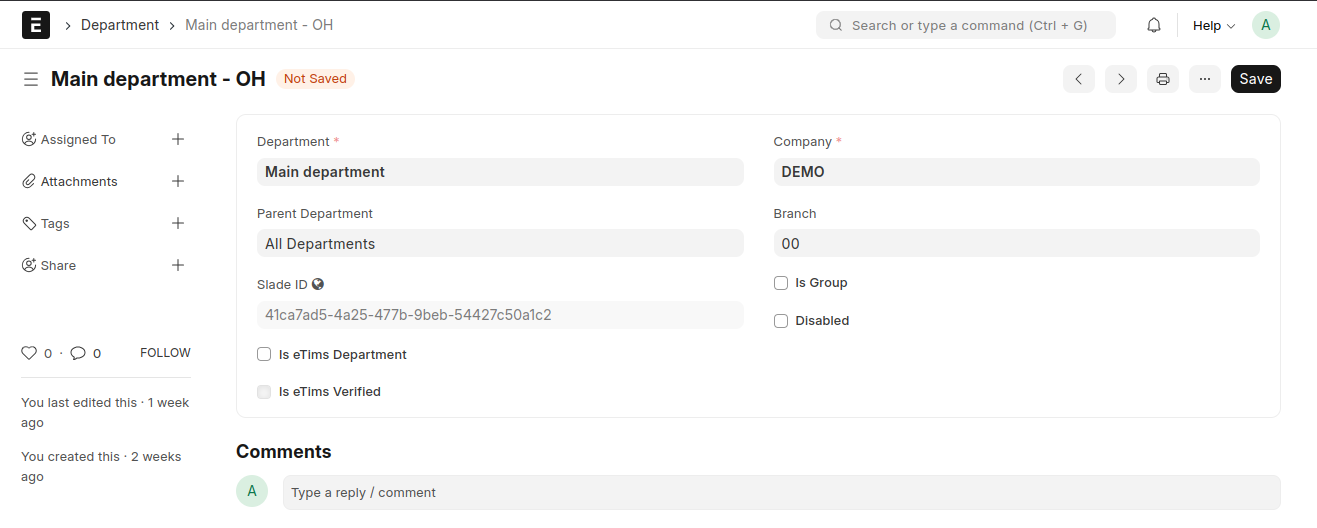 E
Department
Main department - OH
Search or type a command (Ctrl + G)
Help
A
Main department - OH
Not Saved
Save
Assigned To
Attachments
Tags
Share
0 · 0
FOLLOW
You last edited this · 1 week
ago
You created this · 2 weeks
ago
Department *
Main department
Company *
DEMO
Parent Department
All Departments
Branch
00
Slade ID
41ca7ad5-4a25-477b-9beb-54427c50a1c2
Is Group
Disabled
Is eTims Department
Is eTims Verified
Comments
A
Type a reply / comment